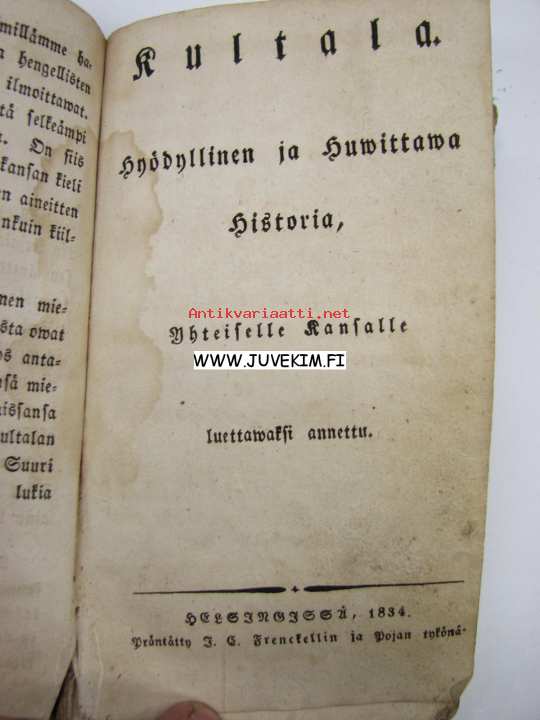 millämme ha-
hengellisten
ilmoittawat.
tä selkeämpi
On siis
kansan kieli
n aineitten
nkuin kiil-
nen mie-
sta owat
os anta-
sä mie-
issansa
ultalan
Suuri
lukia
Kultala.
Hyödyllinen ja Huwittawa
Historia,
Antikvariaatti.net
Yhteiselle Kansalle
WWW.JUVEKIM.FI
luettawaksi annettu.
HELSINGISSÄ, 1834.
Präntätty J. C. Frenckellin ja Pojan tykönä.